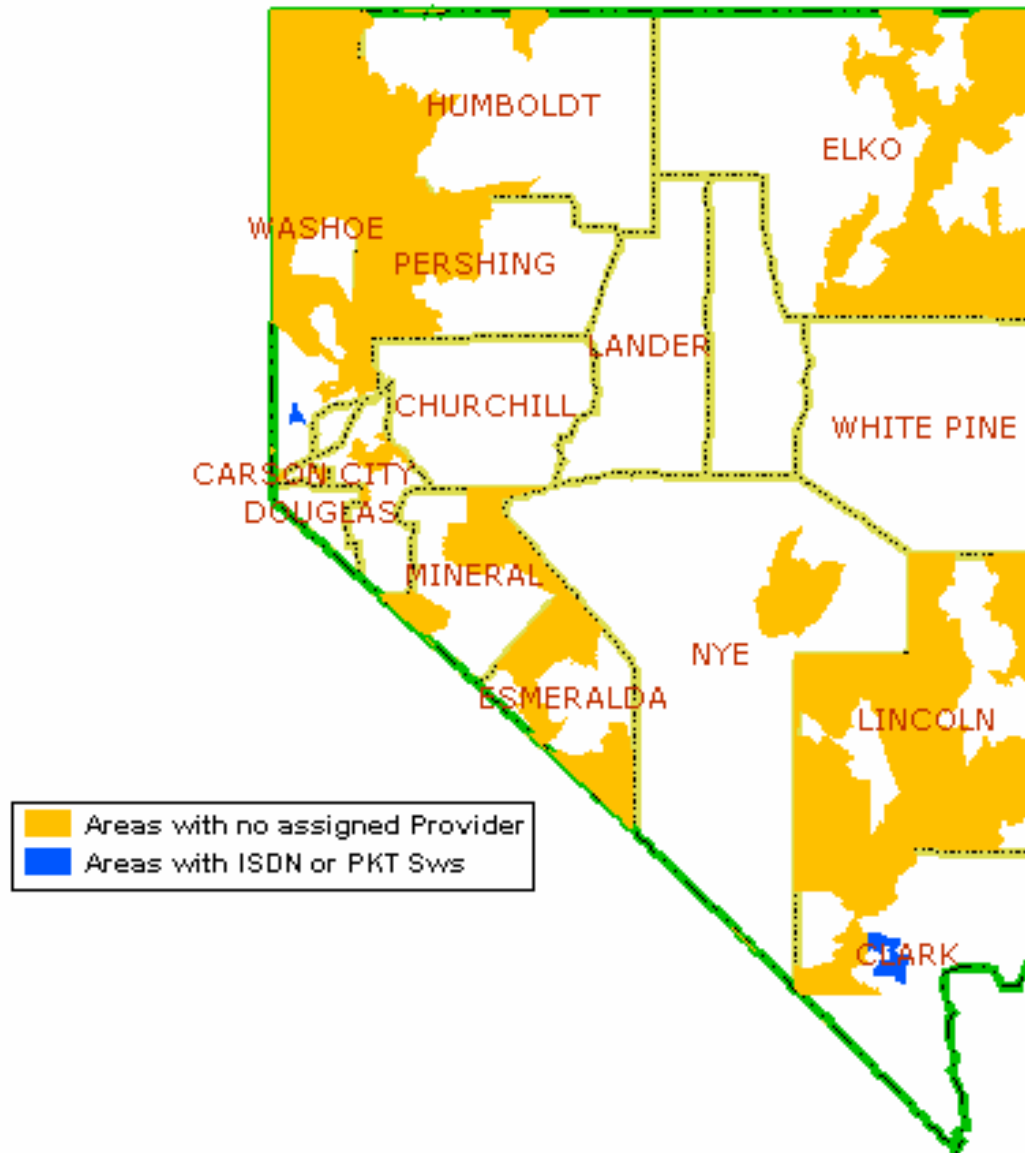 HUMBOLDT
ELKO
WASHOE
PERSHING
LANDER
CHURCHILL
WHITE PINE
CARSON CITY
DOUGLAS
MINERAL
NYE
ESMERALDA
LINCOLN
Areas with no assigned Provider
Areas with ISDN or PKT Sws
CLARK